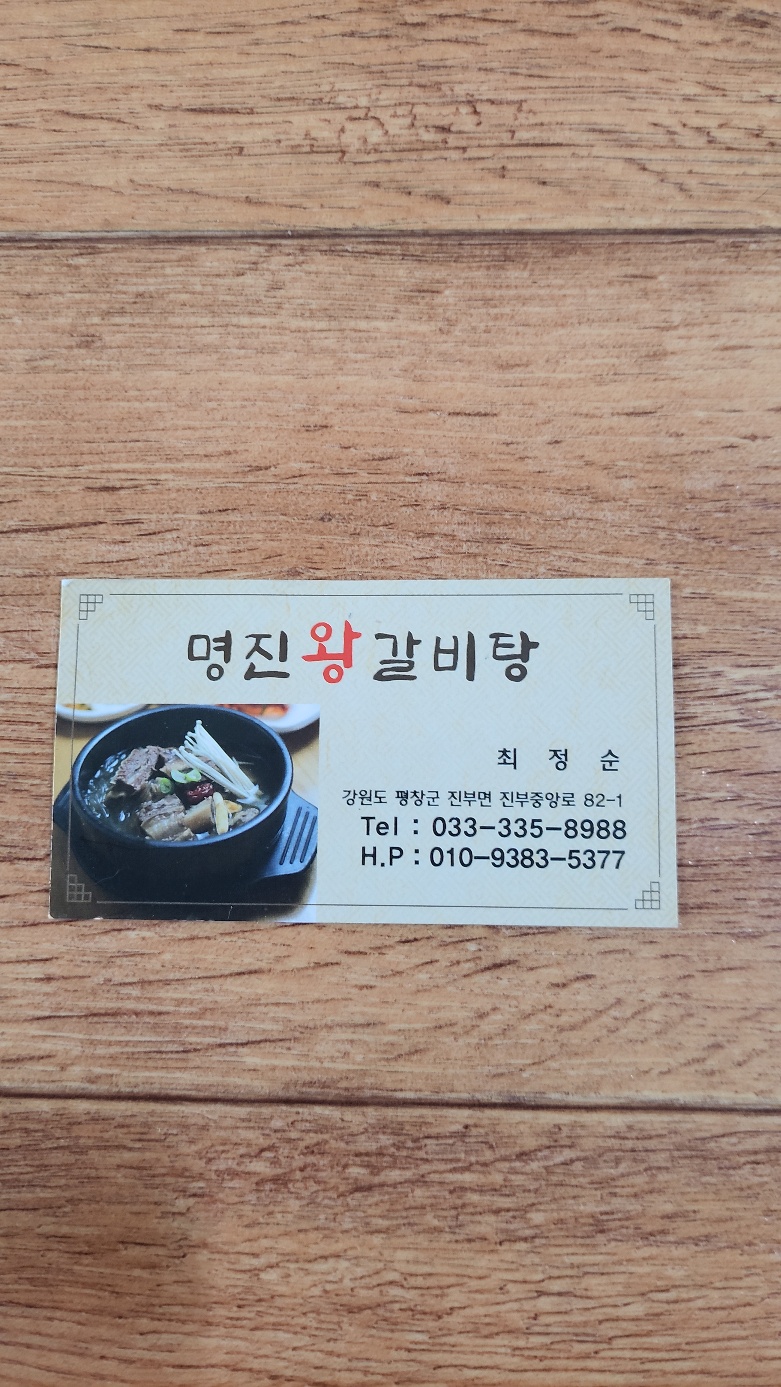 명진왕갈비탕
최 정 순
강원도 평창군 진부면 진부중앙로 82-1
Tel : 033-335-8988
H.P : 010-9383-5377